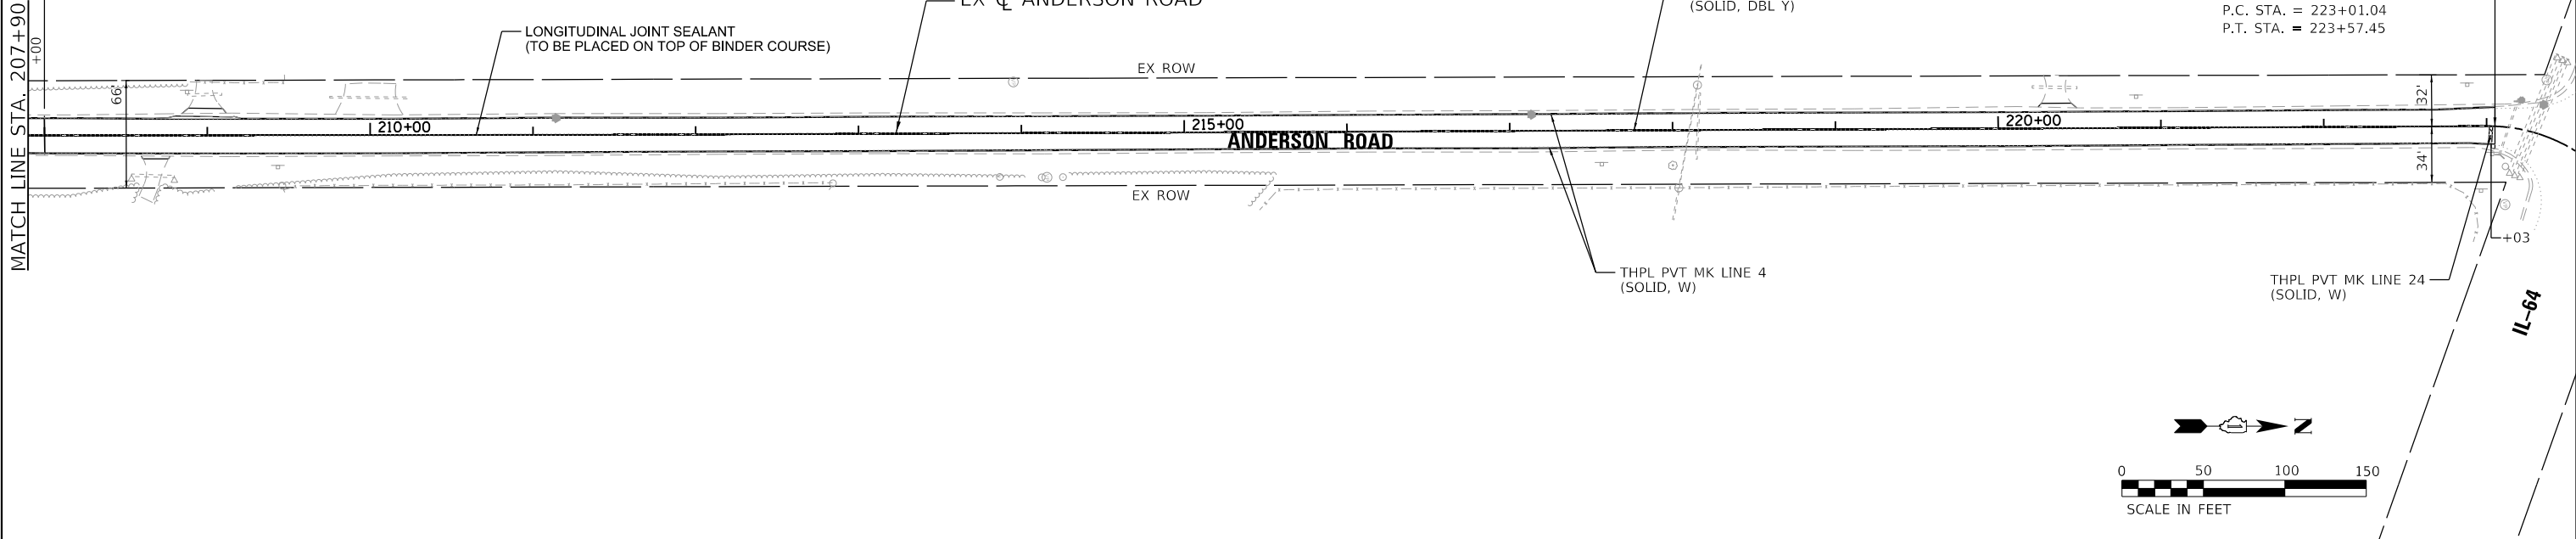 MATCH LINE STA. 207+90
+00
EX ℄ ANDERSON ROAD
(SOLID, DBL Y)
P.C. STA. = 223+01.04
P.T. STA. = 223+57.45
LONGITUDINAL JOINT SEALANT
(TO BE PLACED ON TOP OF BINDER COURSE)
EX ROW
66'
32'
210+00
215+00
220+00
ANDERSON ROAD
34'
EX ROW
+03
THPL PVT MK LINE 4
(SOLID, W)
THPL PVT MK LINE 24
(SOLID, W)
IL-64
N
0 50 100 150
SCALE IN FEET